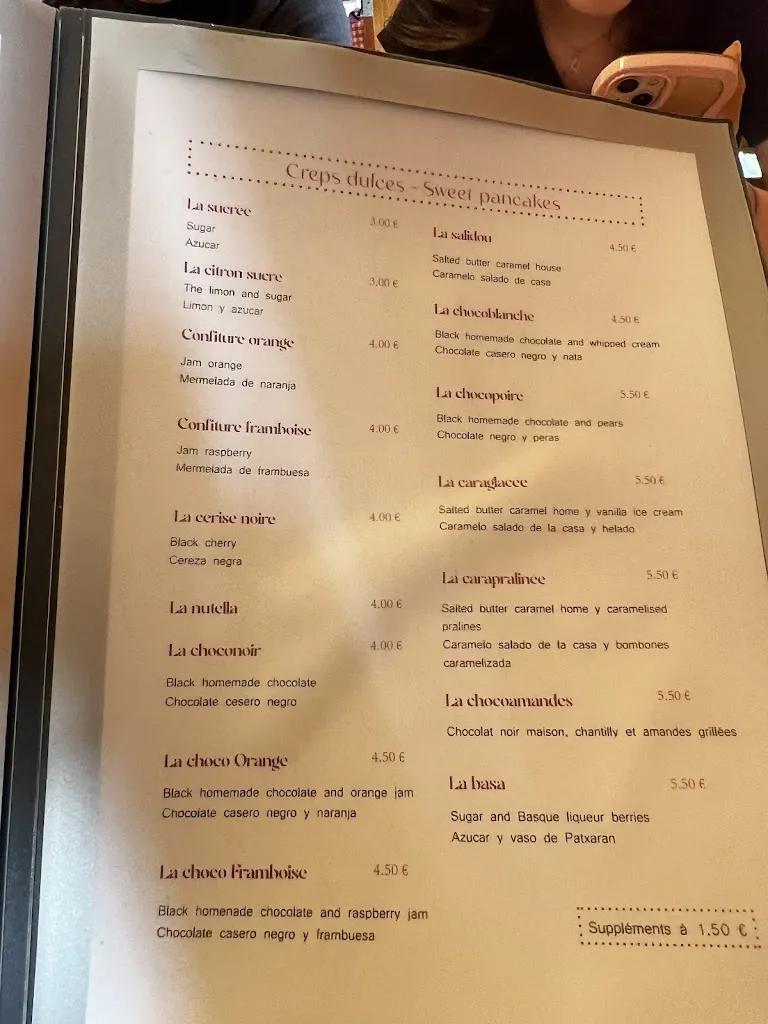 Creps dulces - Sweet pancakes
La sucree 3.00 €
Sugar
Azucar
La citron sucre 3.00 €
The limon and sugar
Limon y azucar
Confiture orange 4.00 €
Jam orange
Mermelada de naranja
Confiture framboise 4.00 €
Jam raspberry
Mermelada de frambuesa
La cerise noire 4.00 €
Black cherry
Cereza negra
La nutella 4.00 €
La choconoir 4.00 €
Black homemade chocolate
Chocolate cesero negro
La choco Orange 4.50 €
Black homemade chocolate and orange jam
Chocolate casero negro y naranja
La choco Framboise 4.50 €
Black homenade chocolate and raspberry jam
Chocolate casero negro y frambuesa
La salidou 4.50 €
Salted butter caramel house
Caramelo salado de casa
La chocoblanche 4.50 €
Black homemade chocolate and whipped cream
Chocolate casero negro y nata
La chocopoire 5.50 €
Black homemade chocolate and pears
Chocolate negro y peras
La caraglacee 5.50 €
Salted butter caramel home y vanilla ice cream
Caramelo salado de la casa y helado
La carapralinee 5.50 €
Salted butter caramel home y caramelised
pralines
Caramelo salado de la casa y bombones
caramelizada
La chocoamandes 5.50 €
Chocolat noir maison, chantilly et amandes grillèes
La basa 5.50 €
Sugar and Basque liqueur berries
Azucar y vaso de Patxaran
Supplèments à 1.50 €